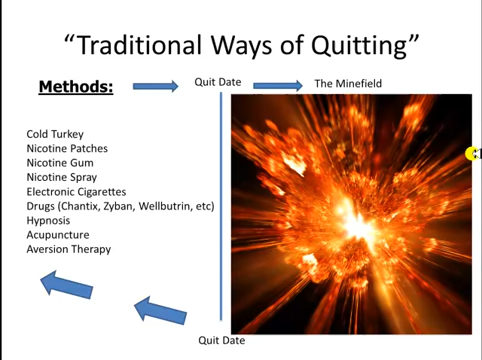 “Traditional Ways of Quitting”
Methods:
Quit Date
The Minefield
Cold Turkey
Nicotine Patches
Nicotine Gum
Nicotine Spray
Electronic Cigarettes
Drugs (Chantix, Zyban, Wellbutrin, etc)
Hypnosis
Acupuncture
Aversion Therapy
Quit Date